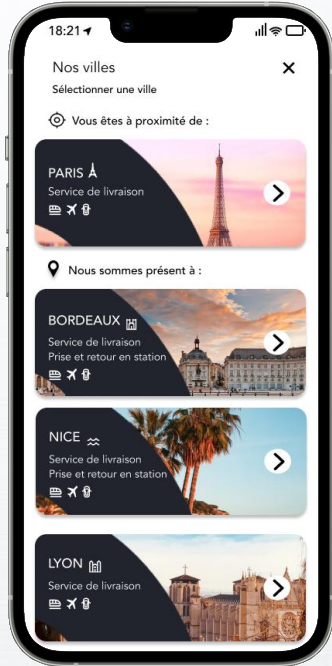 18:21
Nos villes
Sélectionner une ville
Vous êtes à proximité de :
PARIS
Service de livraison
Nous sommes présent à :
BORDEAUX
Service de livraison
Prise et retour en station
NICE
Service de livraison
Prise et retour en station
LYON
Service de livraison